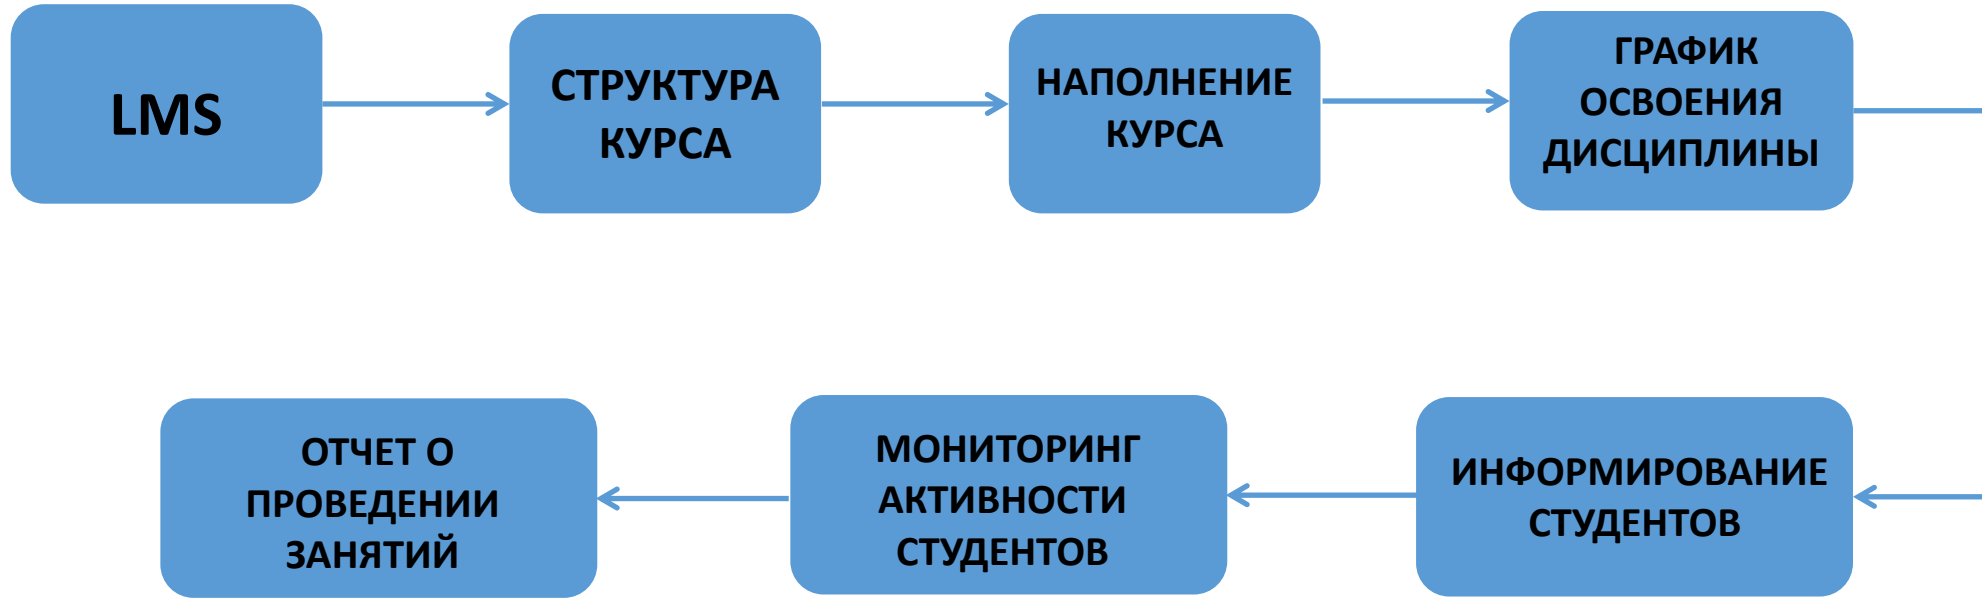 LMS
СТРУКТУРА
КУРСА
НАПОЛНЕНИЕ
КУРСА
ГРАФИК
ОСВОЕНИЯ
ДИСЦИПЛИНЫ
ИНФОРМИРОВАНИЕ
СТУДЕНТОВ
МОНИТОРИНГ
АКТИВНОСТИ
СТУДЕНТОВ
ОТЧЕТ О
ПРОВЕДЕНИИ
ЗАНЯТИЙ